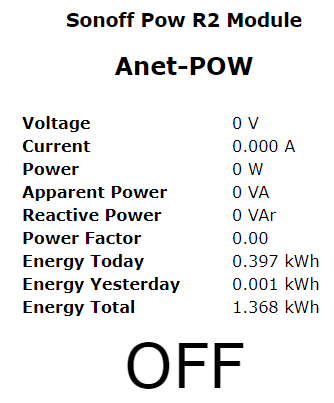 Sonoff Pow R2 Module
Anet-POW
Voltage 0 V
Current 0.000 A
Power 0 W
Apparent Power 0 VA
Reactive Power 0 VAr
Power Factor 0.00
Energy Today 0.397 kWh
Energy Yesterday 0.001 kWh
Energy Total 1.368 kWh
OFF